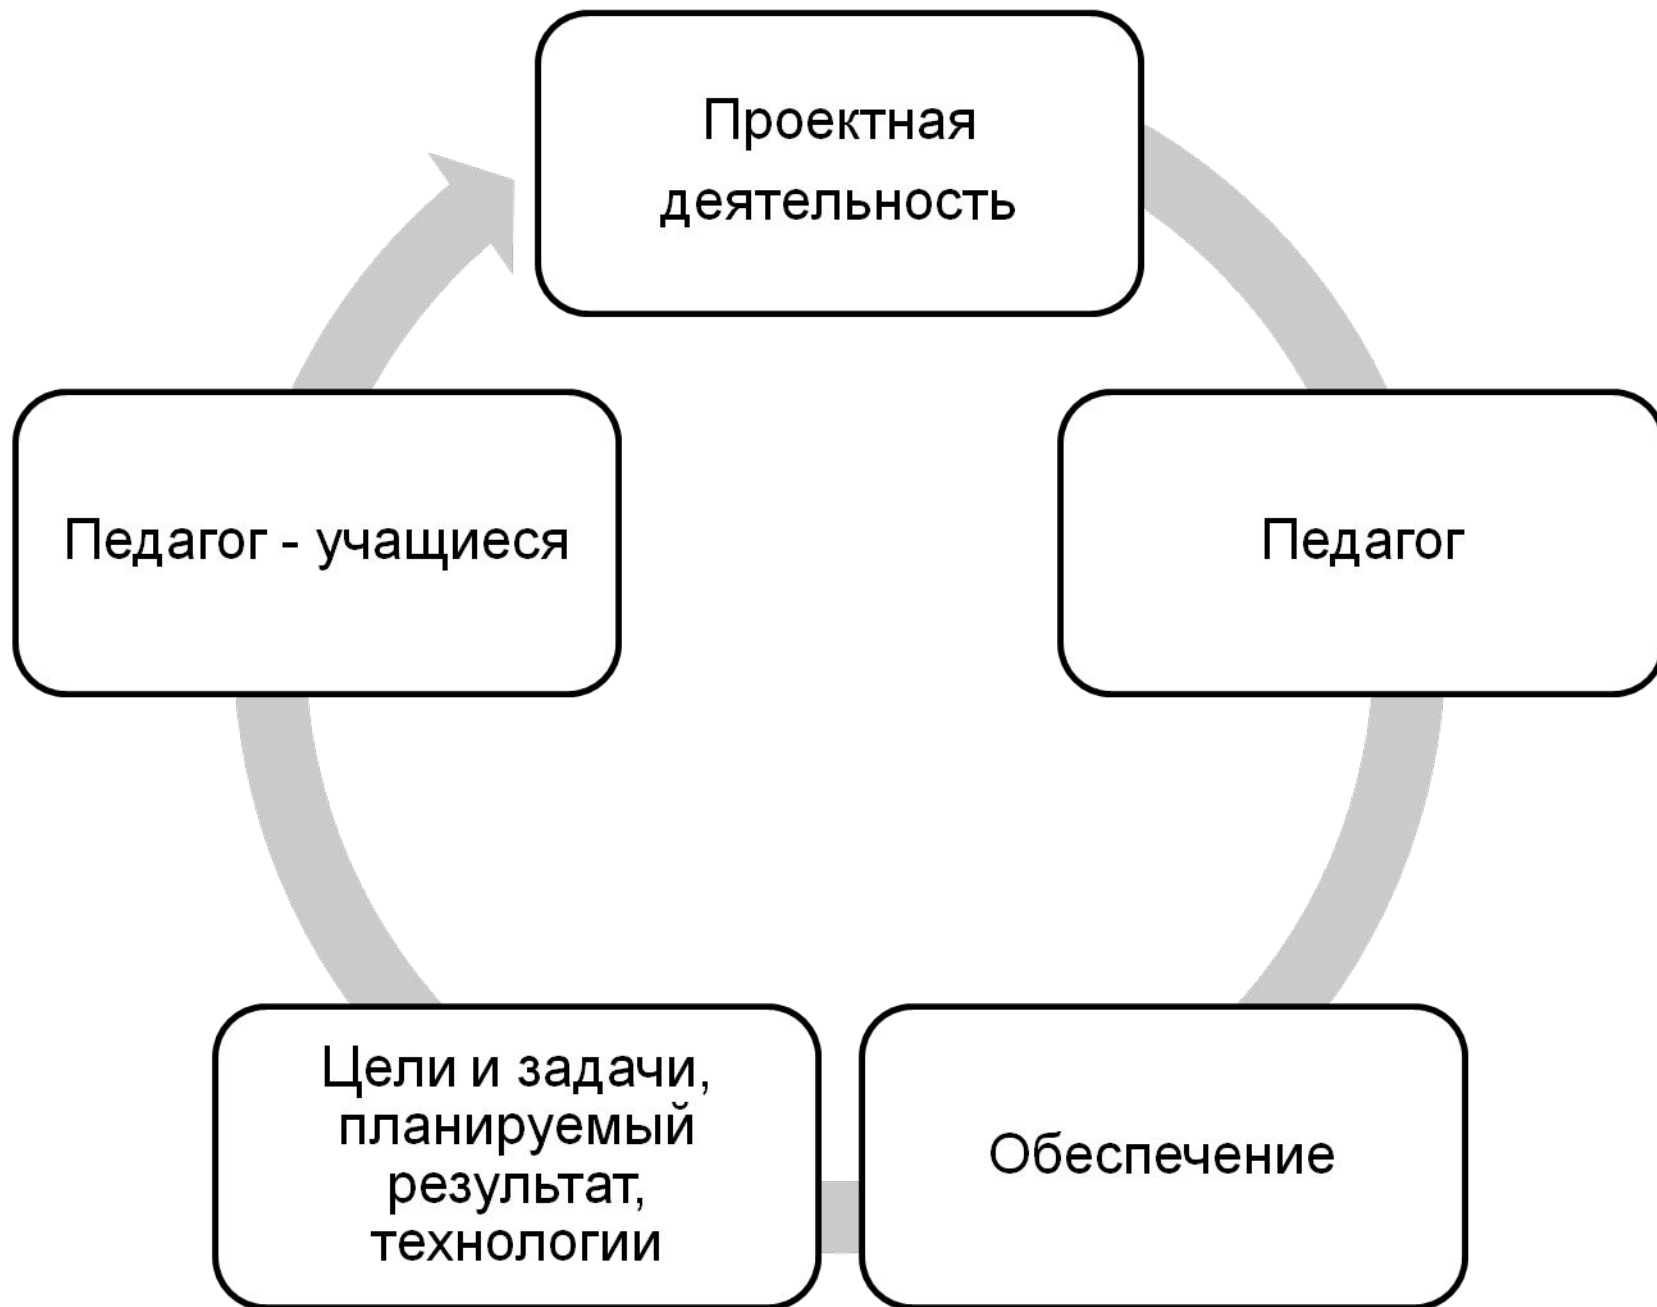 Проектная
деятельность
Педагог - учащиеся
Педагог
Цели и задачи,
планируемый
результат,
технологии
Обеспечение